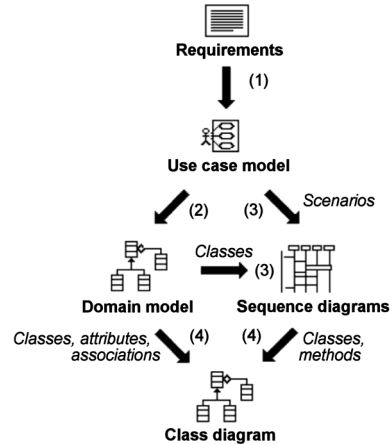 Requirements
(1)
Use case model
(2) (3) Scenarios
Classes
(3)
Domain model Sequence diagrams
Classes, attributes, (4) (4) Classes,
associations methods
Class diagram